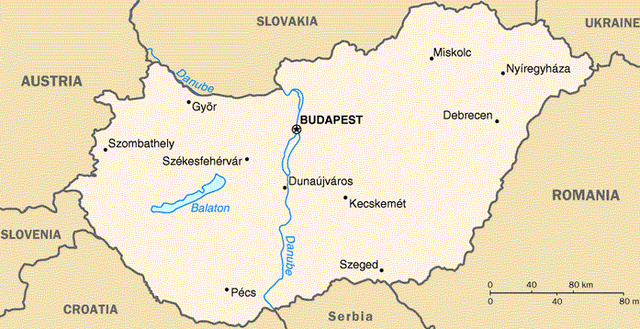 SLOVAKIA
UKRAINE
AUSTRIA
Danube
Miskolc
Nyíregyháza
Győr
BUDAPEST
Debrecen
Szombathely
Székesfehérvár
Dunaújváros
ROMANIA
Balaton
Kecskemét
SLOVENIA
Danube
Szeged
Pécs
0 40 80 km
0 40 80 mi
CROATIA
Serbia